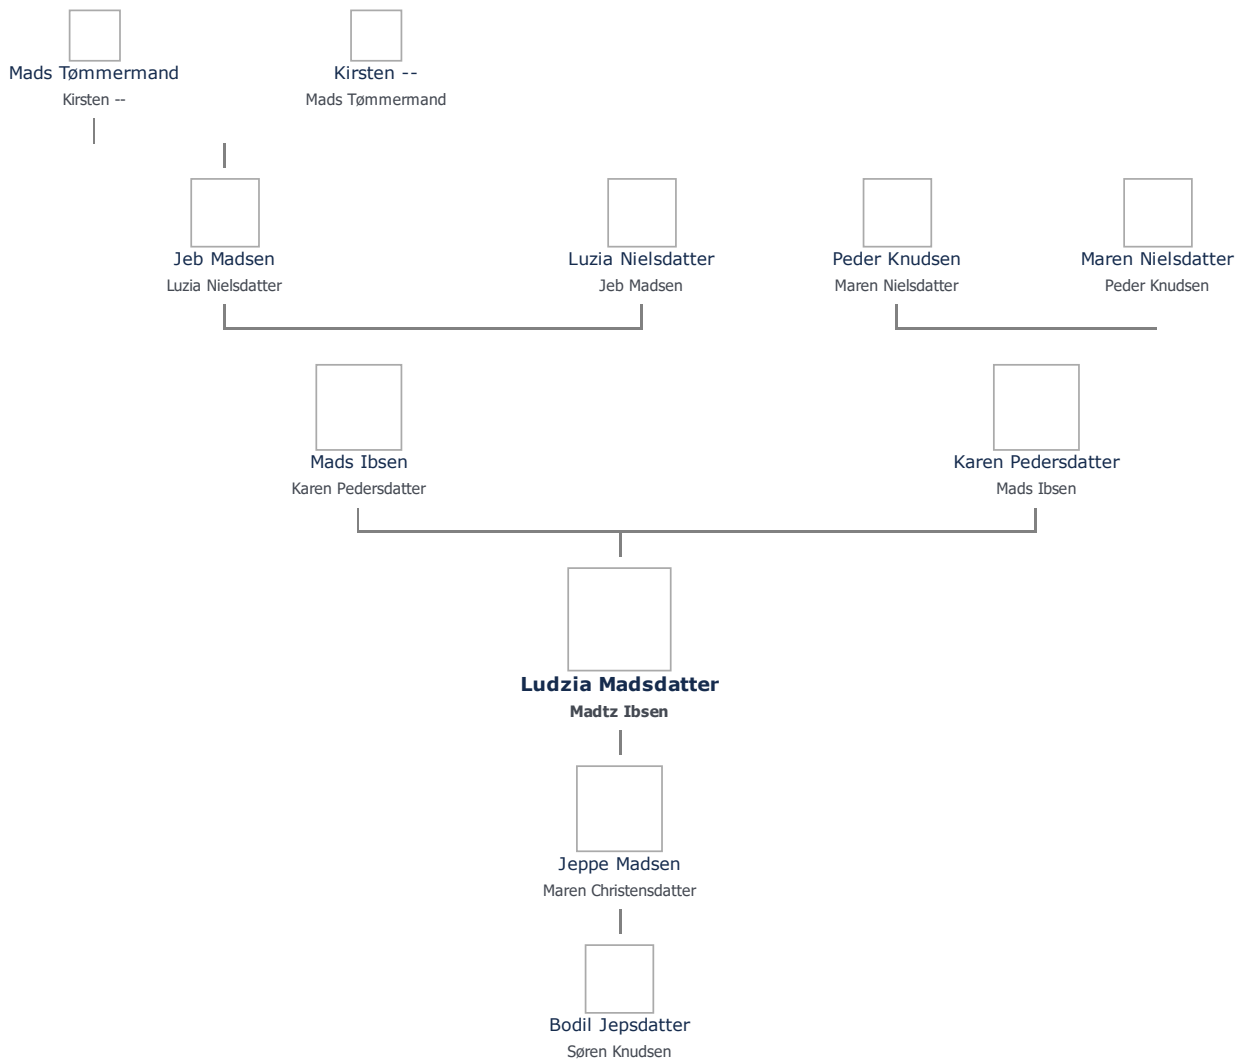 Mads Tømmermand
Kirsten --
Kirsten --
Mads Tømmermand
Jeb Madsen
Luzia Nielsdatter
Luzia Nielsdatter
Jeb Madsen
Peder Knudsen
Maren Nielsdatter
Maren Nielsdatter
Peder Knudsen
Mads Ibsen
Karen Pedersdatter
Karen Pedersdatter
Mads Ibsen
Ludzia Madsdatter
Madtz Ibsen
Jeppe Madsen
Maren Christensdatter
Bodil Jepsdatter
Søren Knudsen